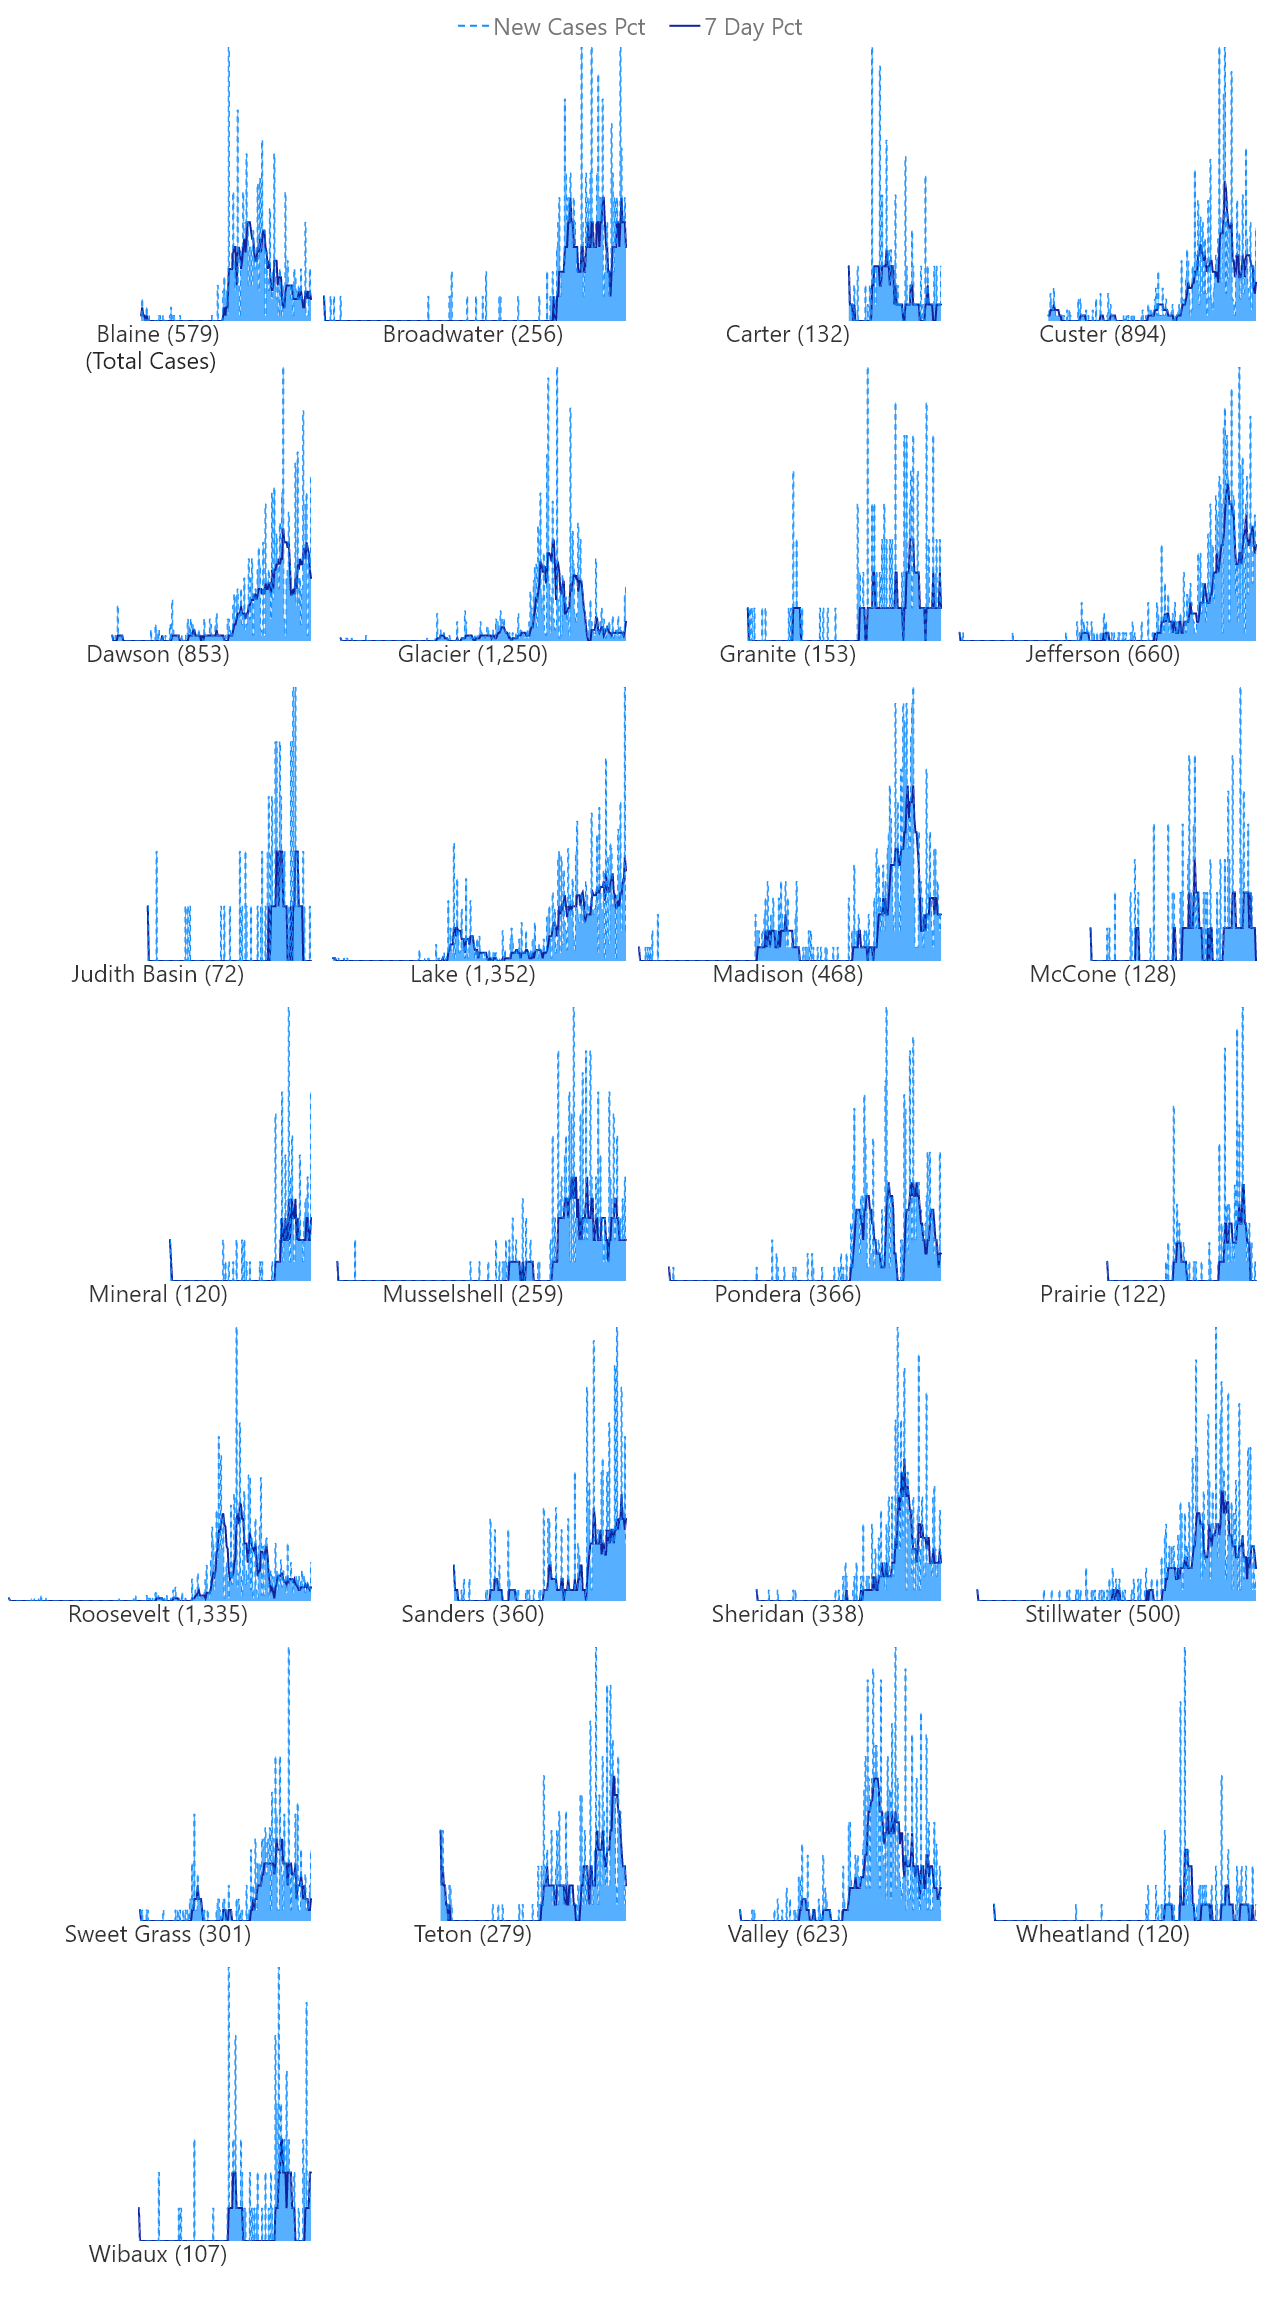 New Cases Pct 7 Day Pct
Blaine (579) Broadwater (256) Carter (132) Custer (894)
(Total Cases)
Dawson (853) Glacier (1,250) Granite (153) Jefferson (660)
Judith Basin (72) Lake (1,352) Madison (468) McCone (128)
Mineral (120) Musselshell (259) Pondera (366) Prairie (122)
Roosevelt (1,335) Sanders (360) Sheridan (338) Stillwater (500)
Sweet Grass (301) Teton (279) Valley (623) Wheatland (120)
Wibaux (107)